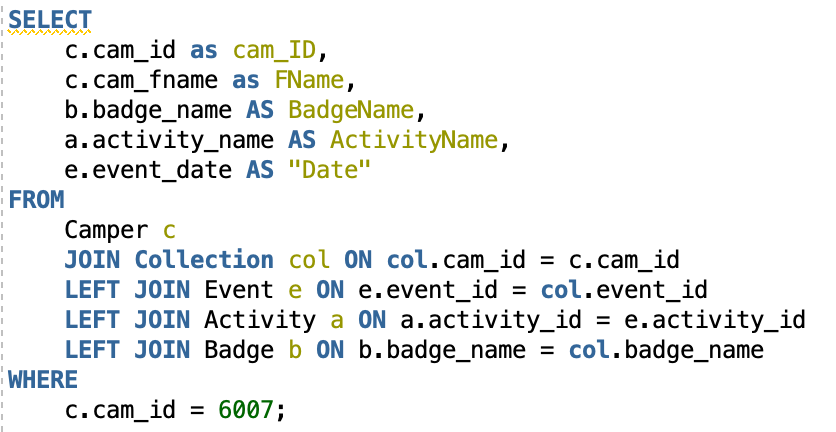 SELECT
    c.cam_id as cam_ID,
    c.cam_fname as FName,
    b.badge_name AS BadgeName,
    a.activity_name AS ActivityName,
    e.event_date AS "Date"
FROM
    Camper c
    JOIN Collection col ON col.cam_id = c.cam_id
    LEFT JOIN Event e ON e.event_id = col.event_id
    LEFT JOIN Activity a ON a.activity_id = e.activity_id
    LEFT JOIN Badge b ON b.badge_name = col.badge_name
WHERE
    c.cam_id = 6007;